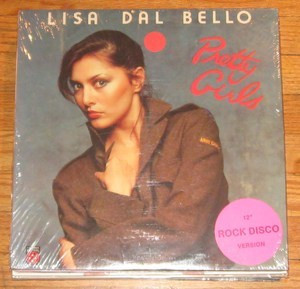 LISA DAL BELLO
Pretty
Girls
12"
ROCK DISCO
VERSION